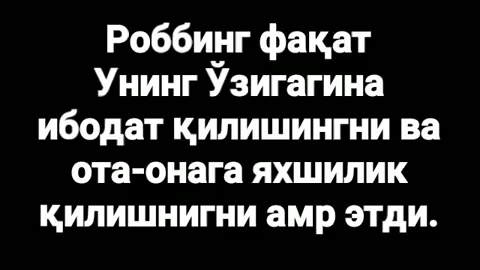 Роббинг фақат
Унинг Ўзигагина
ибодат қилишингни ва
ота-онага яхшилик
қилишнигни амр этди.